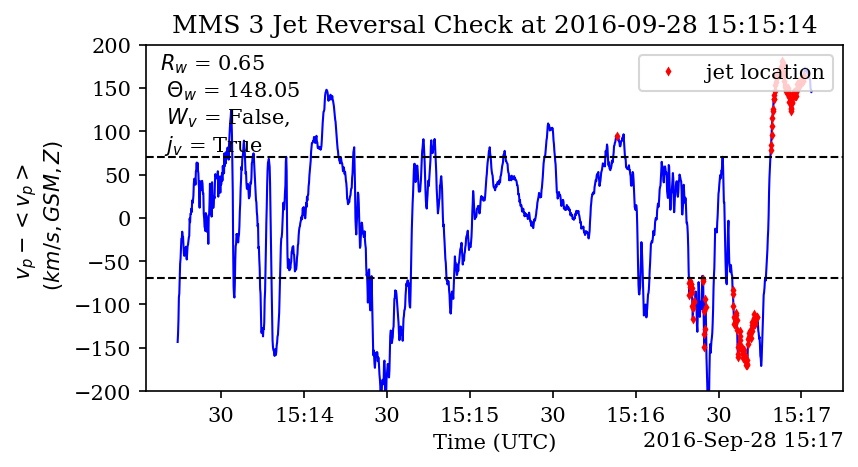 MMS 3 Jet Reversal Check at 2016-09-28 15:15:14
R_w = 0.65
Θ_w = 148.05
W_v = False,
j_v = True
jet location
200
150
100
50
0
−50
−100
−150
−200
v_p − < v_p >
(km/s, GSM, Z)
30 15:14 30 15:15 30 15:16 30 15:17
Time (UTC)
2016-Sep-28 15:17